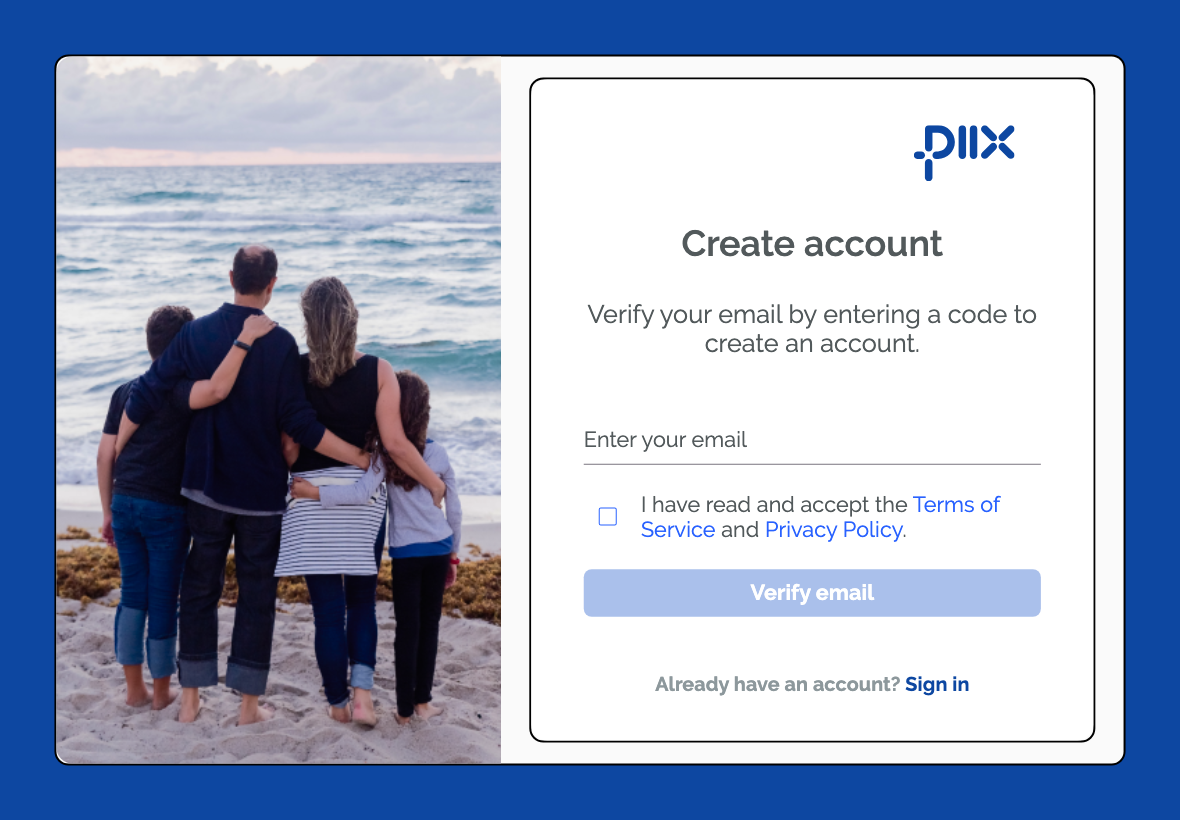 piix
Create account
Verify your email by entering a code to
create an account.
Enter your email
I have read and accept the Terms of
Service and Privacy Policy.
Verify email
Already have an account? Sign in